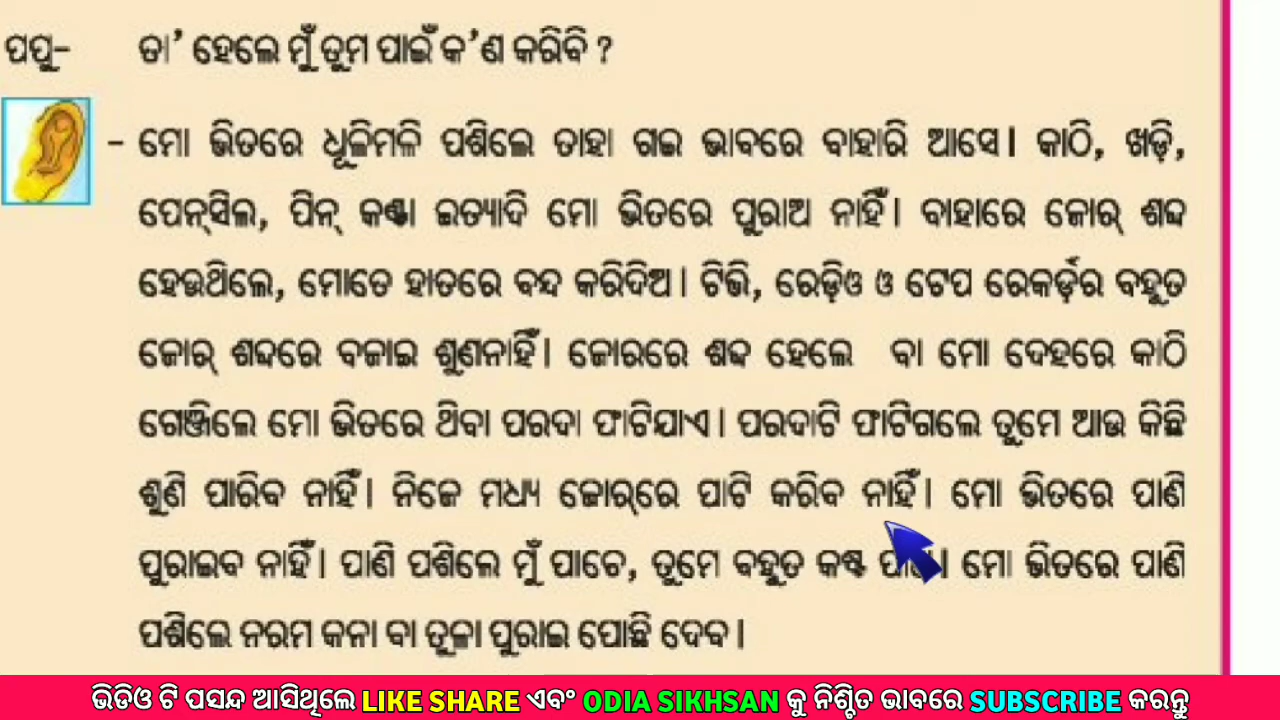 ପପୁ- ତା’ ହେଲେ ମୁଁ ତୁମ ପାଇଁ କ’ଣ କରିବି ?
- ମୋ ଭିତରେ ଧୂଳିମଳି ପଶିଲେ ତାହା ଗଇ ଭାବରେ ବାହାରି ଆସେ। କାଠି, ଖଡ଼ି,
ପେନ୍‌ସିଲ, ପିନ୍ କଣ୍ଟା ଇତ୍ୟାଦି ମୋ ଭିତରେ ପୁରାଅ ନାହିଁ। ବାହାରେ ଜୋର୍ ଶବ୍ଦ
ହେଉଥିଲେ, ମୋତେ ହାତରେ ବନ୍ଦ କରିଦିଅ। ଟିଭି, ରେଡ଼ିଓ ଓ ଟେପ ରେକର୍ଡ଼ର ବହୁତ
ଜୋର୍ ଶବ୍ଦରେ ବଜାଇ ଶୁଣନାହିଁ। ଜୋରରେ ଶବ୍ଦ ହେଲେ ବା ମୋ ଦେହରେ କାଠି
ଗେଞ୍ଜିଲେ ମୋ ଭିତରେ ଥିବା ପରଦା ଫାଟିଯାଏ। ପରଦାଟି ଫାଟିଗଲେ ତୁମେ ଆଉ କିଛି
ଶୁଣି ପାରିବ ନାହିଁ। ନିଜେ ମଧ୍ୟ ଜୋର୍‌ରେ ପାଟି କରିବ ନାହିଁ। ମୋ ଭିତରେ ପାଣି
ପୁରାଇବ ନାହିଁ। ପାଣି ପଶିଲେ ମୁଁ ପାଚେ, ତୁମେ ବହୁତ କଷ୍ଟ ମୋ ଭିତରେ ପାଣି
ପଶିଲେ ନରମ କନା ବା ତୂଳା ପୁରାଇ ପୋଛି ଦେବ।
ଭିଡିଓ ଟି ପସନ୍ଦ ଆସିଥିଲେ LIKE SHARE ଏବଂ ODIA SIKHSAN କୁ ନିଶ୍ଚିତ ଭାବରେ SUBSCRIBE କରନ୍ତୁ